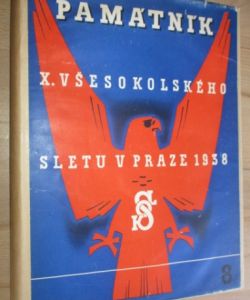 PAMÁTNÍK
X. VŠESOKOLSKÉHO
SLETU V PRAZE 1938
8